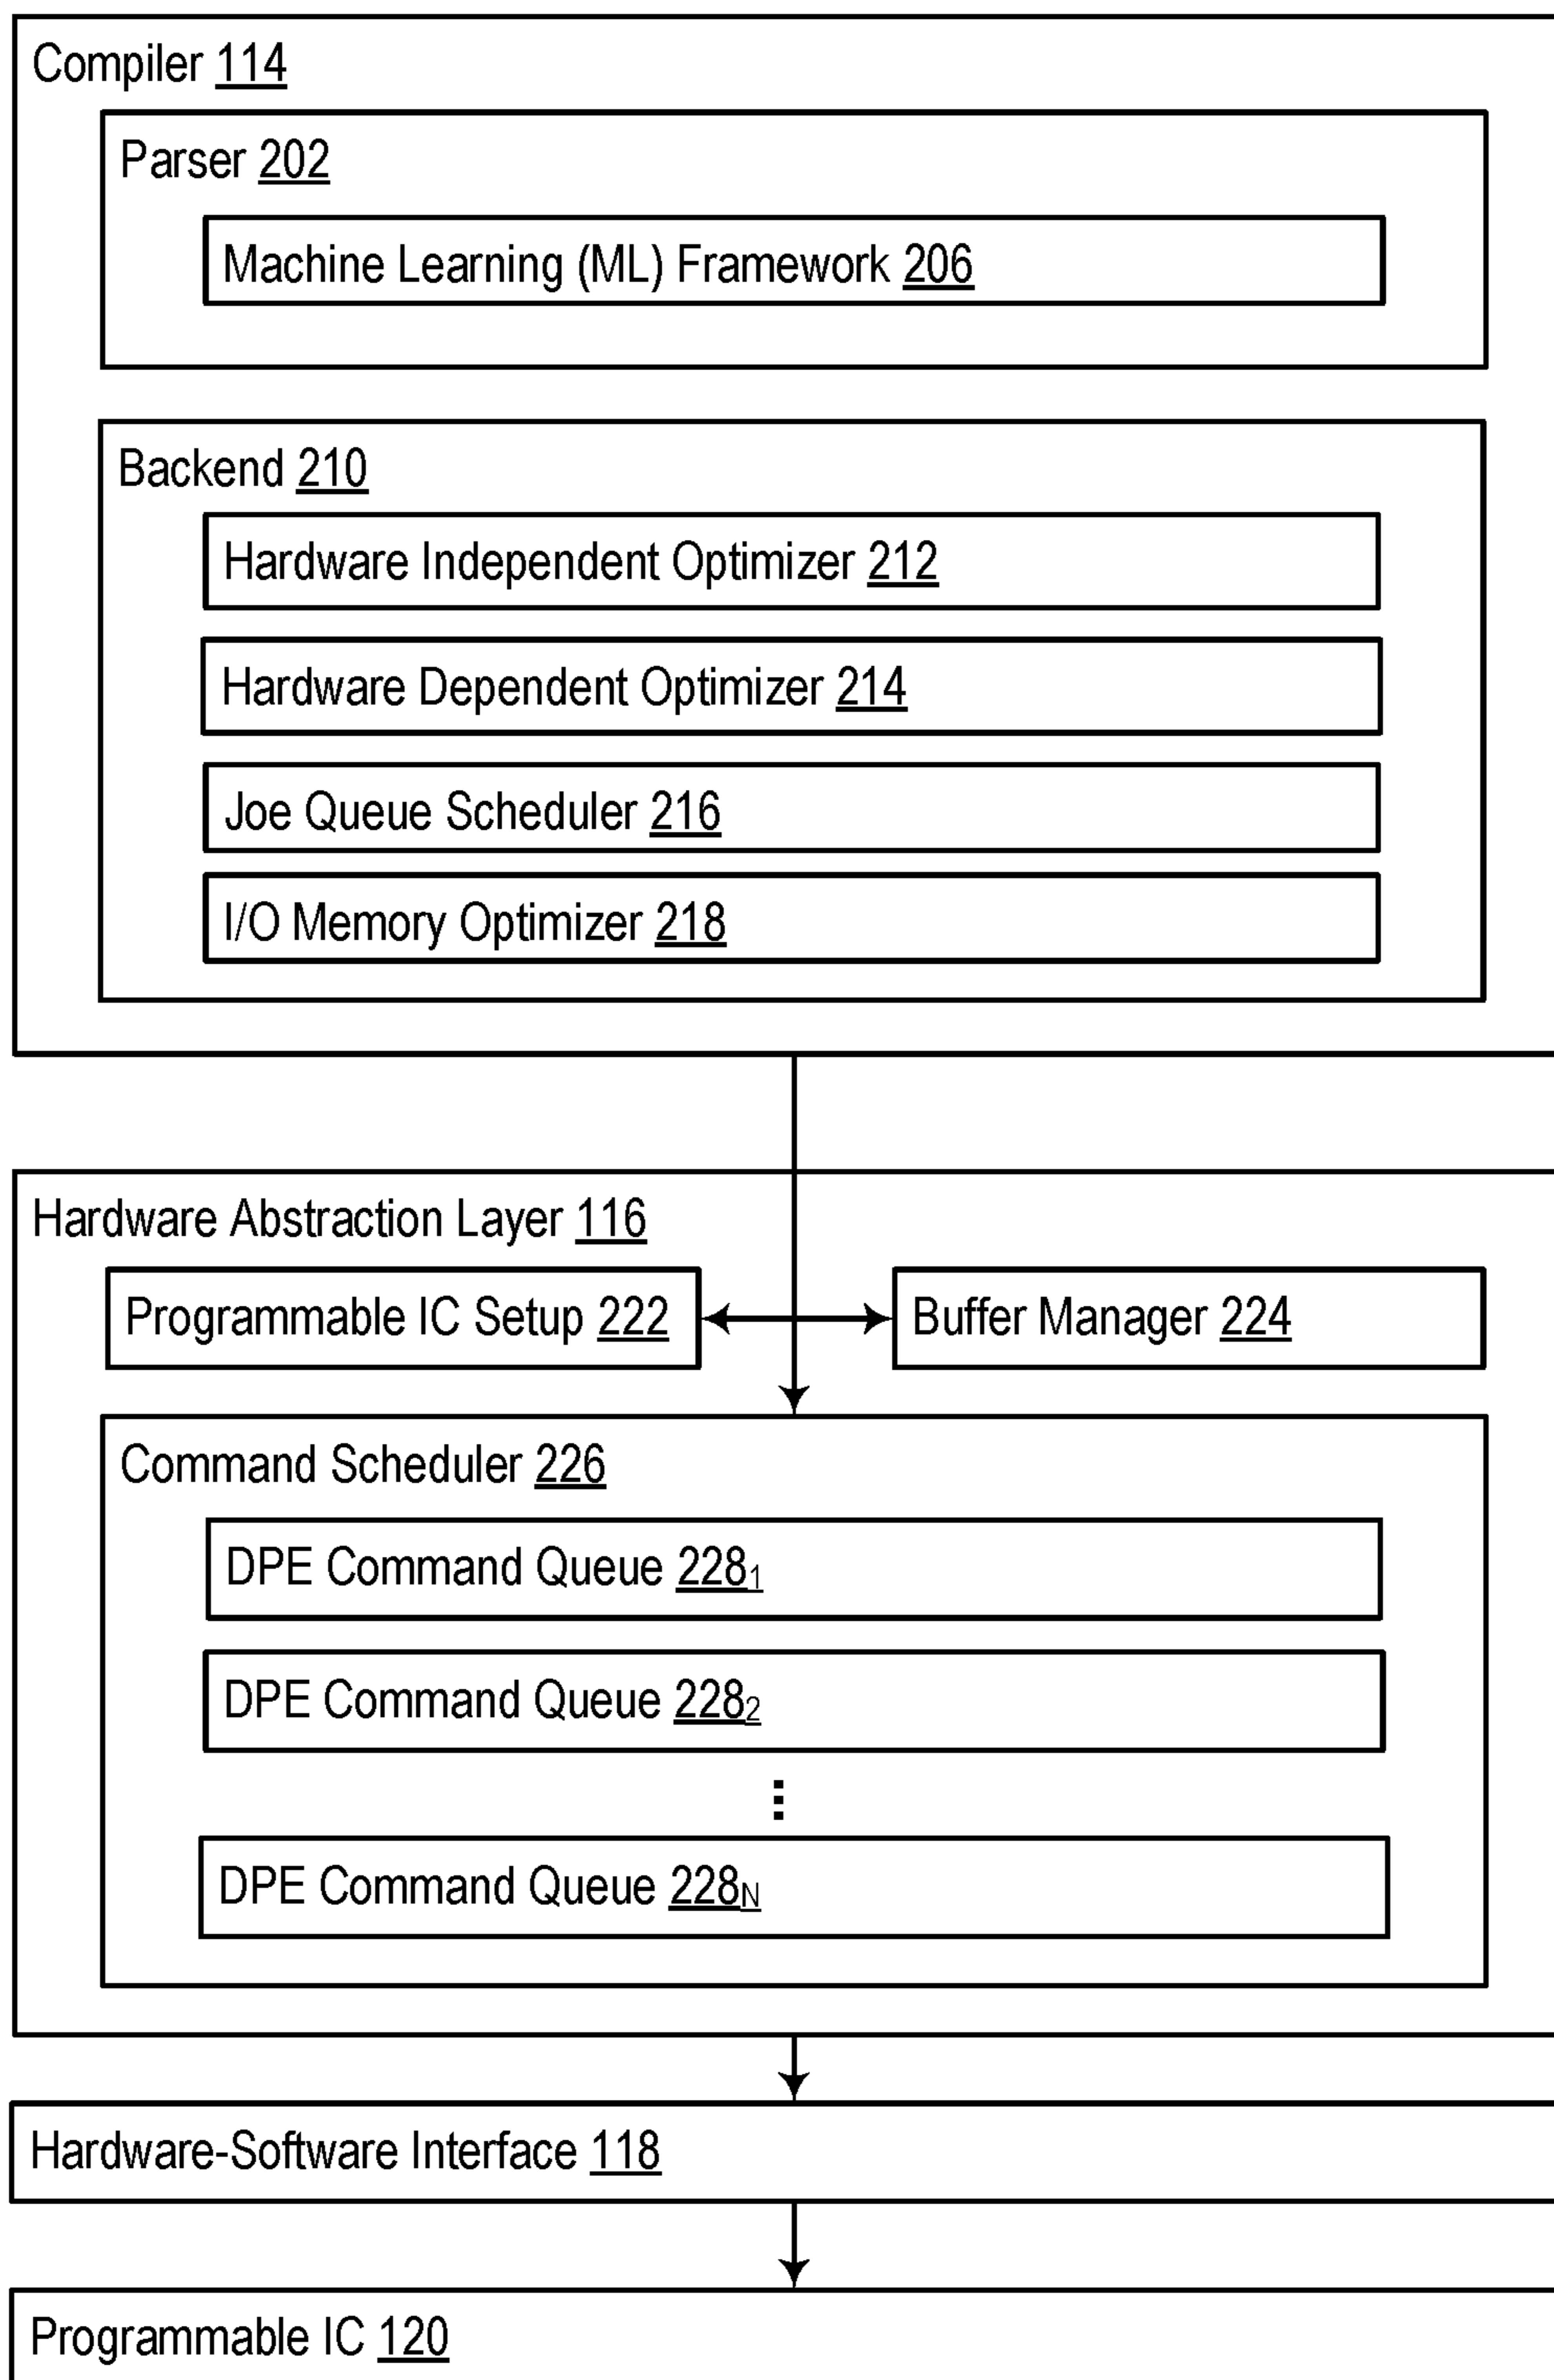 Compiler 114
Parser 202
Machine Learning (ML) Framework 206
Backend 210
Hardware Independent Optimizer 212
Hardware Dependent Optimizer 214
Joe Queue Scheduler 216
I/O Memory Optimizer 218
Hardware Abstraction Layer 116
Programmable IC Setup 222
Buffer Manager 224
Command Scheduler 226
DPE Command Queue 228₁
DPE Command Queue 228₂
⋮
DPE Command Queue 228N
Hardware-Software Interface 118
Programmable IC 120